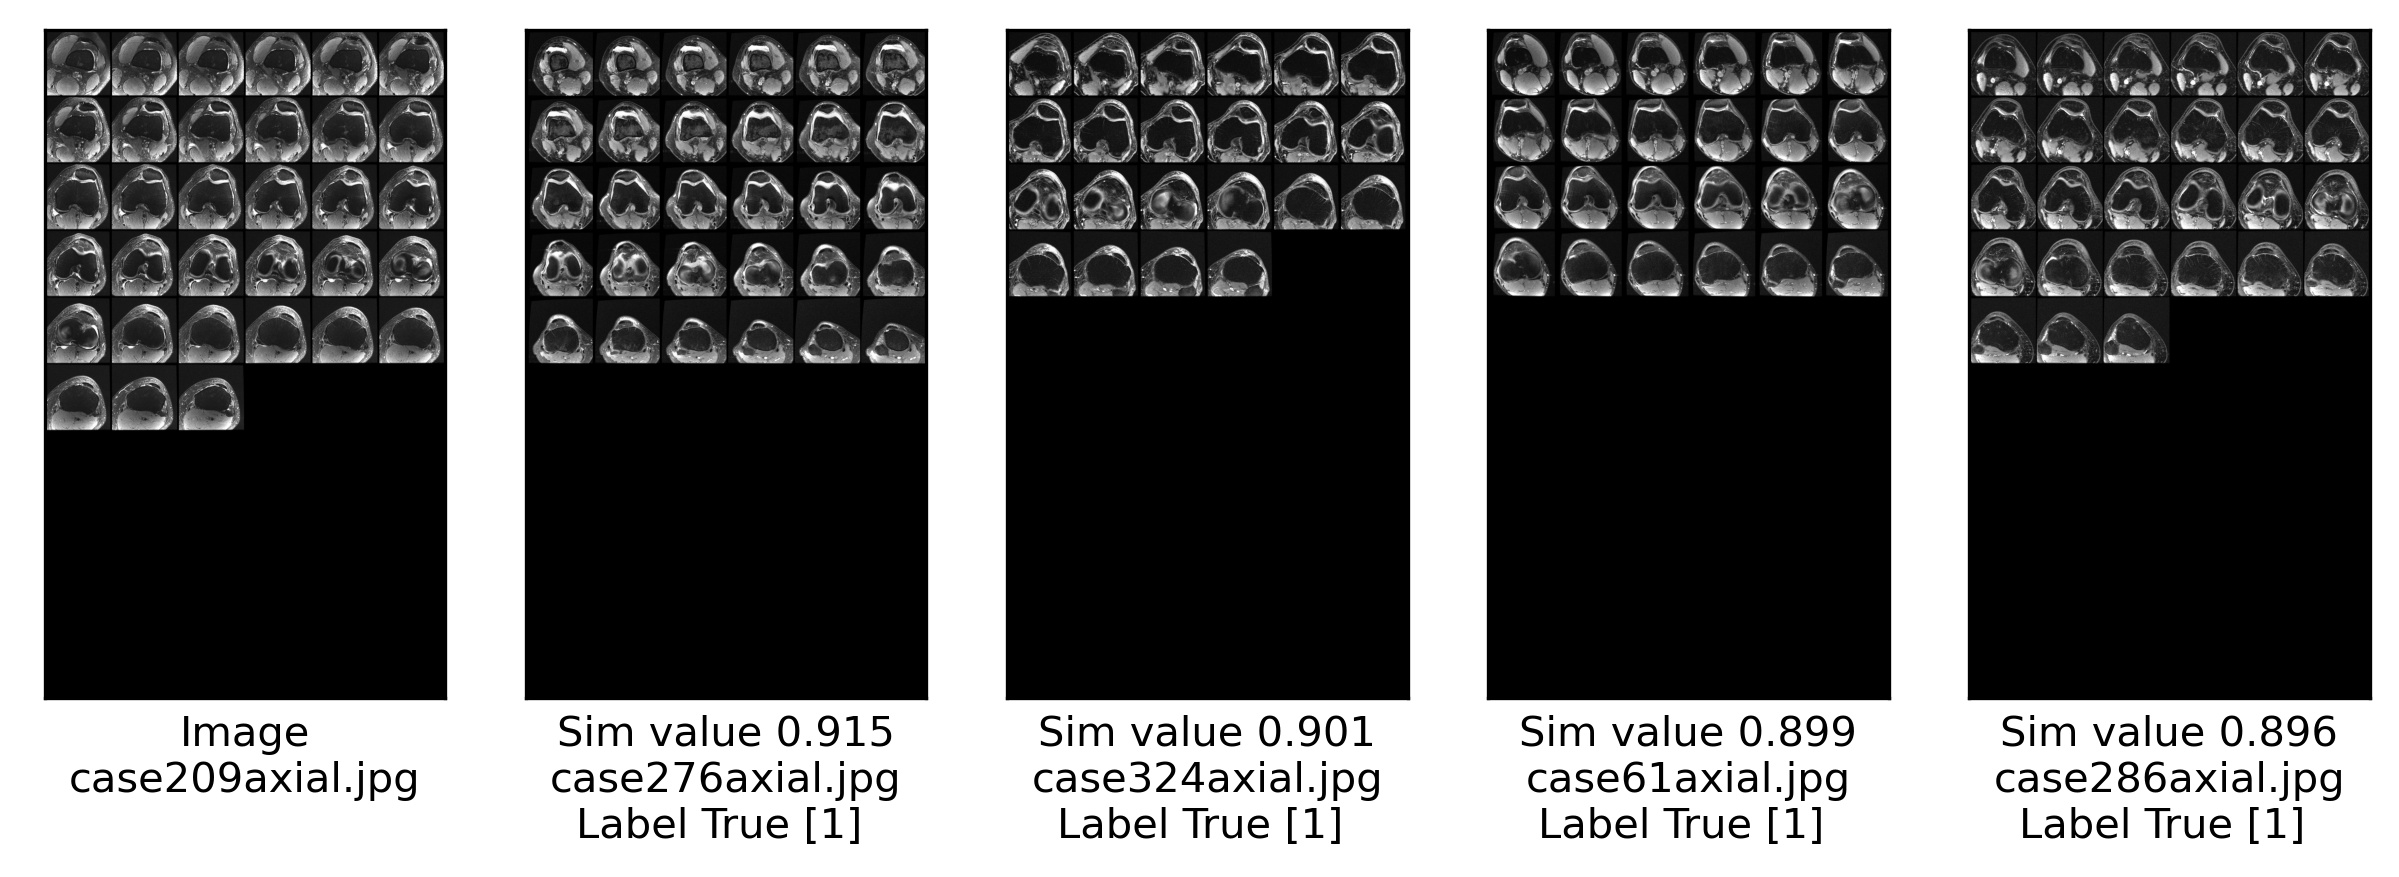 Image
case209axial.jpg
Sim value 0.915
case276axial.jpg
Label True [1]
Sim value 0.901
case324axial.jpg
Label True [1]
Sim value 0.899
case61axial.jpg
Label True [1]
Sim value 0.896
case286axial.jpg
Label True [1]